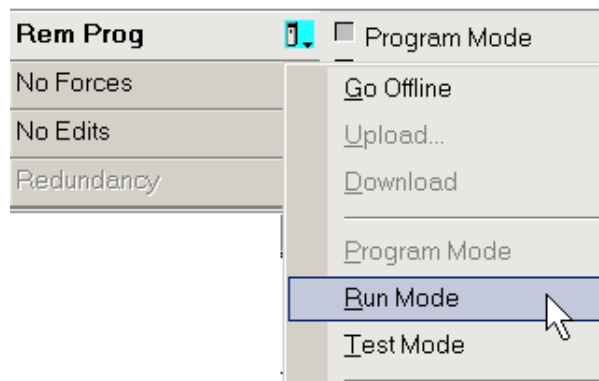 Rem Prog
Program Mode
No Forces
Go Offline
No Edits
Upload...
Redundancy
Download
Program Mode
Run Mode
Test Mode